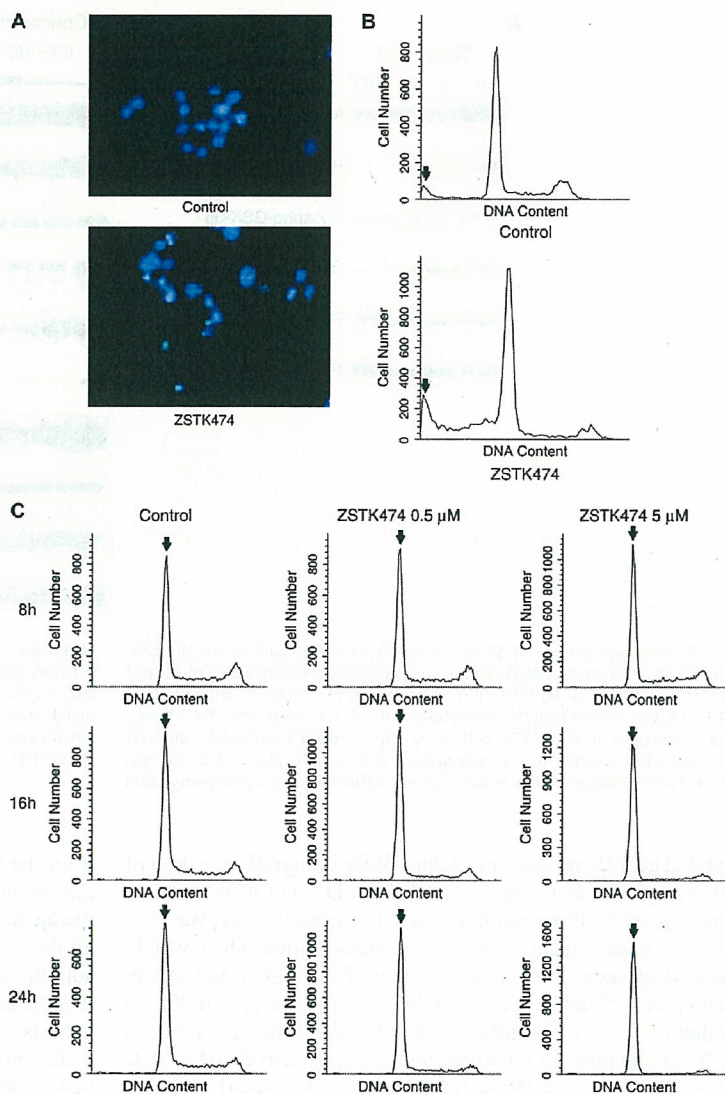 A
Control
ZSTK474
B
Cell Number
0 200 400 600 800
DNA Content
Control
Cell Number
0 200 400 600 800 1000
DNA Content
ZSTK474
C
Control
ZSTK474 0.5 μM
ZSTK474 5 μM
8h
Cell Number
0 200 400 600 800
DNA Content
Cell Number
0 200 400 600 800
DNA Content
Cell Number
0 200 400 600 800 1000
DNA Content
16h
Cell Number
0 200 400 600 800
DNA Content
Cell Number
0 200 400 600 800 1000
DNA Content
Cell Number
0 300 600 900 1200
DNA Content
24h
Cell Number
0 200 400 600
DNA Content
Cell Number
0 200 400 600 800 1000
DNA Content
Cell Number
0 400 800 1200 1600
DNA Content